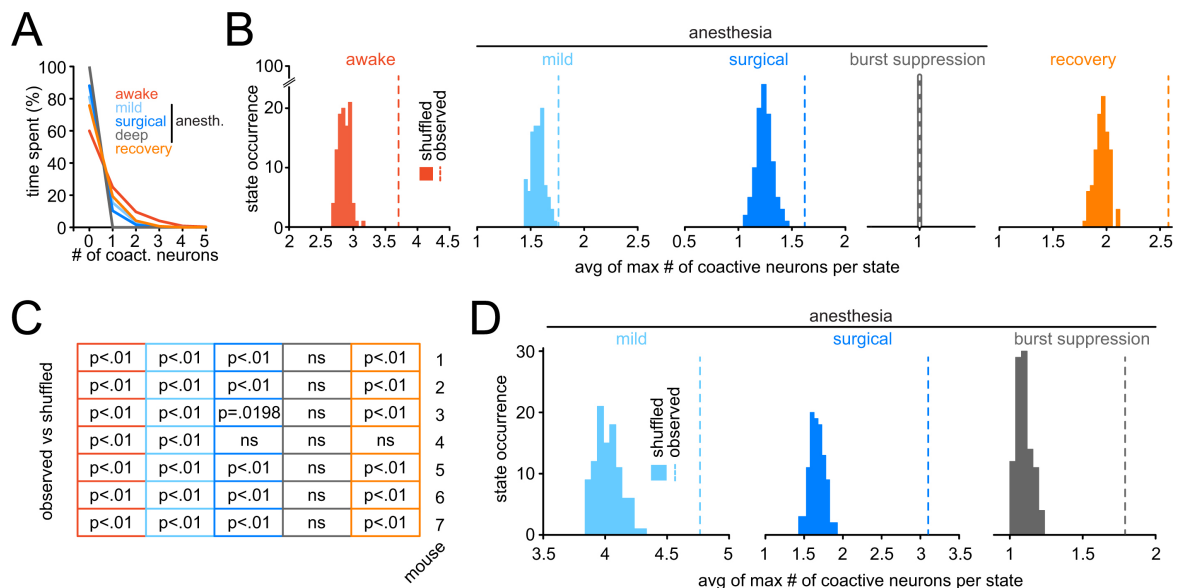 A
time spent (%)
100
80
60
40
20
0
0 1 2 3 4 5
# of coact. neurons
awake
mild
surgical
deep
recovery
anesth.
B
anesthesia
awake
mild
surgical
burst suppression
recovery
state occurrence
100
20
10
0
shuffled
observed
2 2.5 3 3.5 4 4.5
1 1.5 2 2.5
0.5 1 1.5 2
1
1 1.5 2 2.5
avg of max # of coactive neurons per state
C
observed vs shuffled
p<.01 p<.01 p<.01 ns p<.01 1
p<.01 p<.01 p<.01 ns p<.01 2
p<.01 p<.01 p=.0198 ns p<.01 3
p<.01 p<.01 ns ns ns 4
p<.01 p<.01 p<.01 ns p<.01 5
p<.01 p<.01 p<.01 ns p<.01 6
p<.01 p<.01 p<.01 ns p<.01 7
mouse
D
anesthesia
mild
surgical
burst suppression
state occurrence
30
20
10
0
shuffled
observed
3.5 4 4.5 5
1 1.5 2 2.5 3 3.5
1 1.5 2
avg of max # of coactive neurons per state